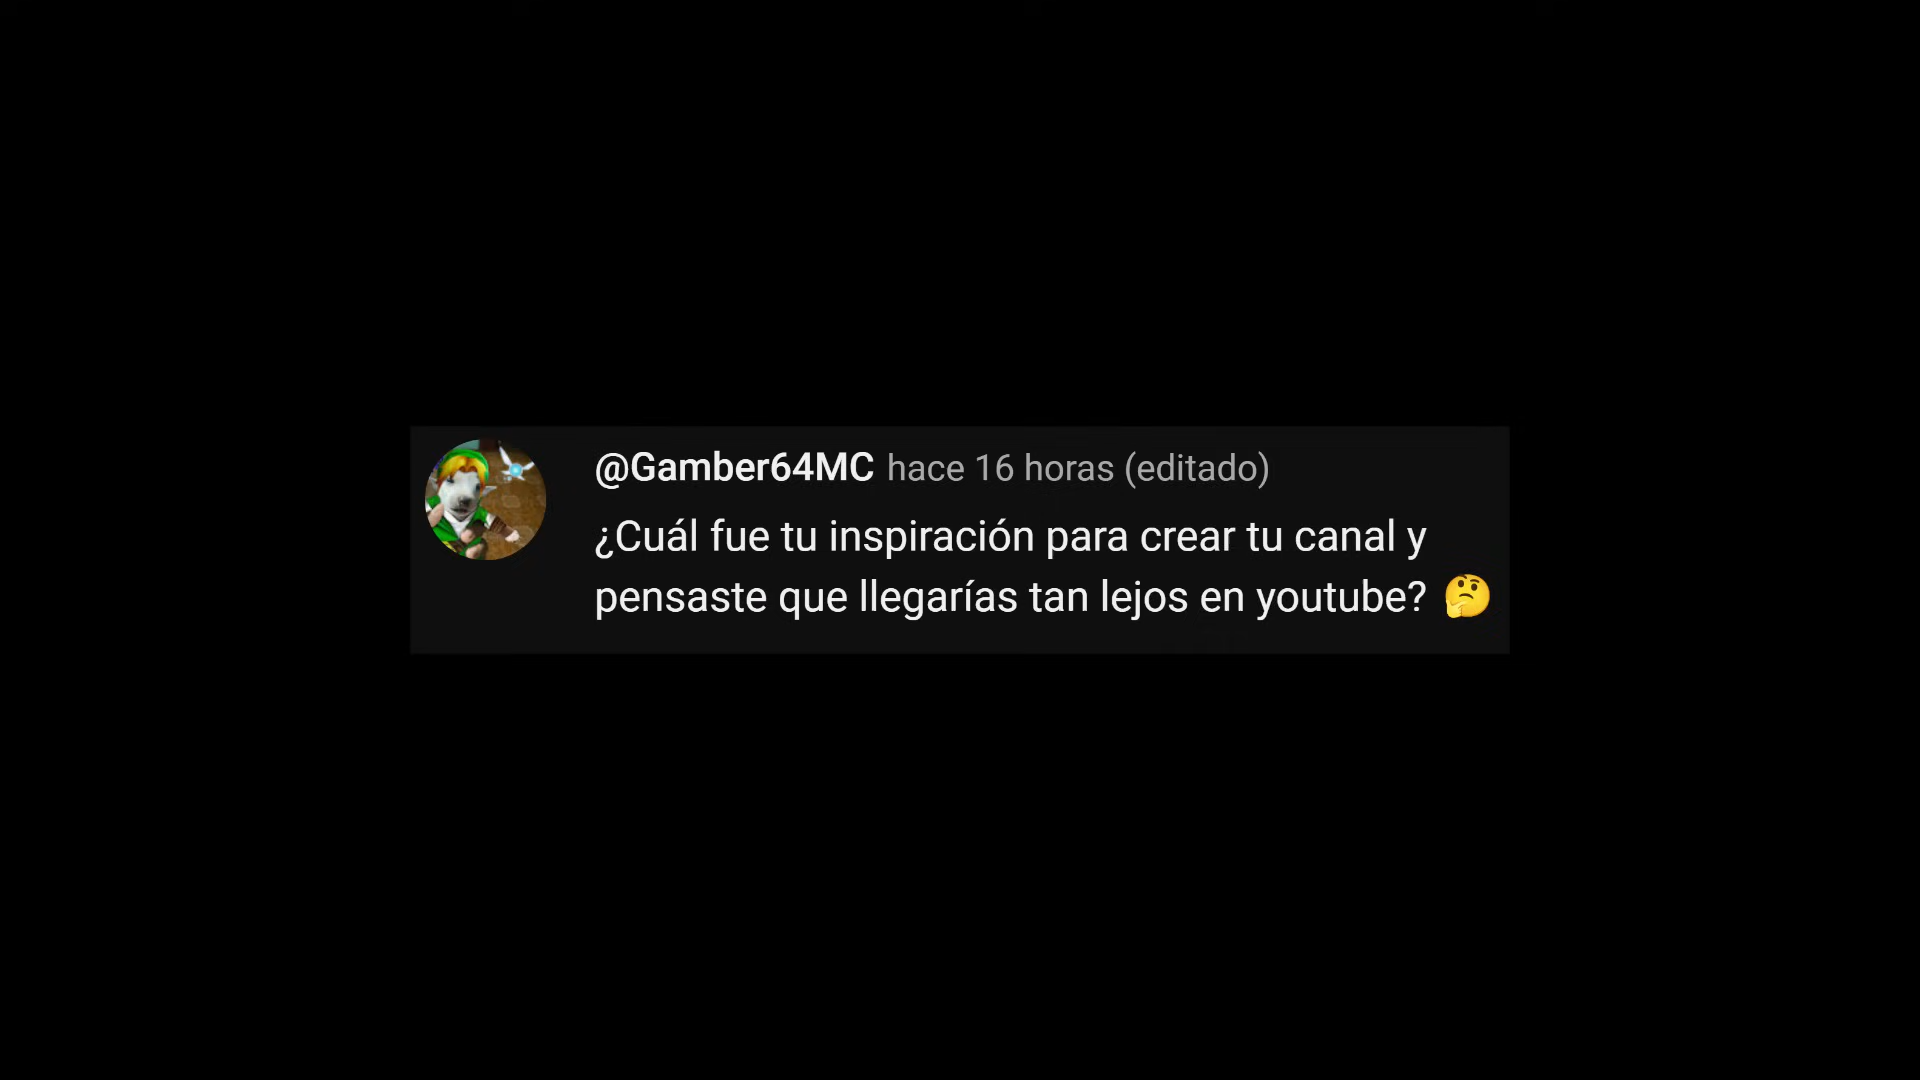 @Gamber64MC hace 16 horas (editado)
¿Cuál fue tu inspiración para crear tu canal y
pensaste que llegarías tan lejos en youtube? 🤔